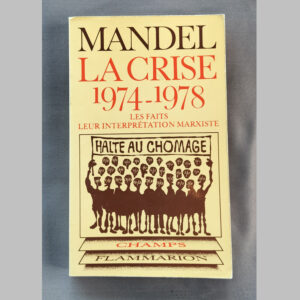 MANDEL
LA CRISE
1974-1978
LES FAITS
LEUR INTERPRÉTATION MARXISTE
HALTE AU CHOMAGE
CHAMPS
FLAMMARION